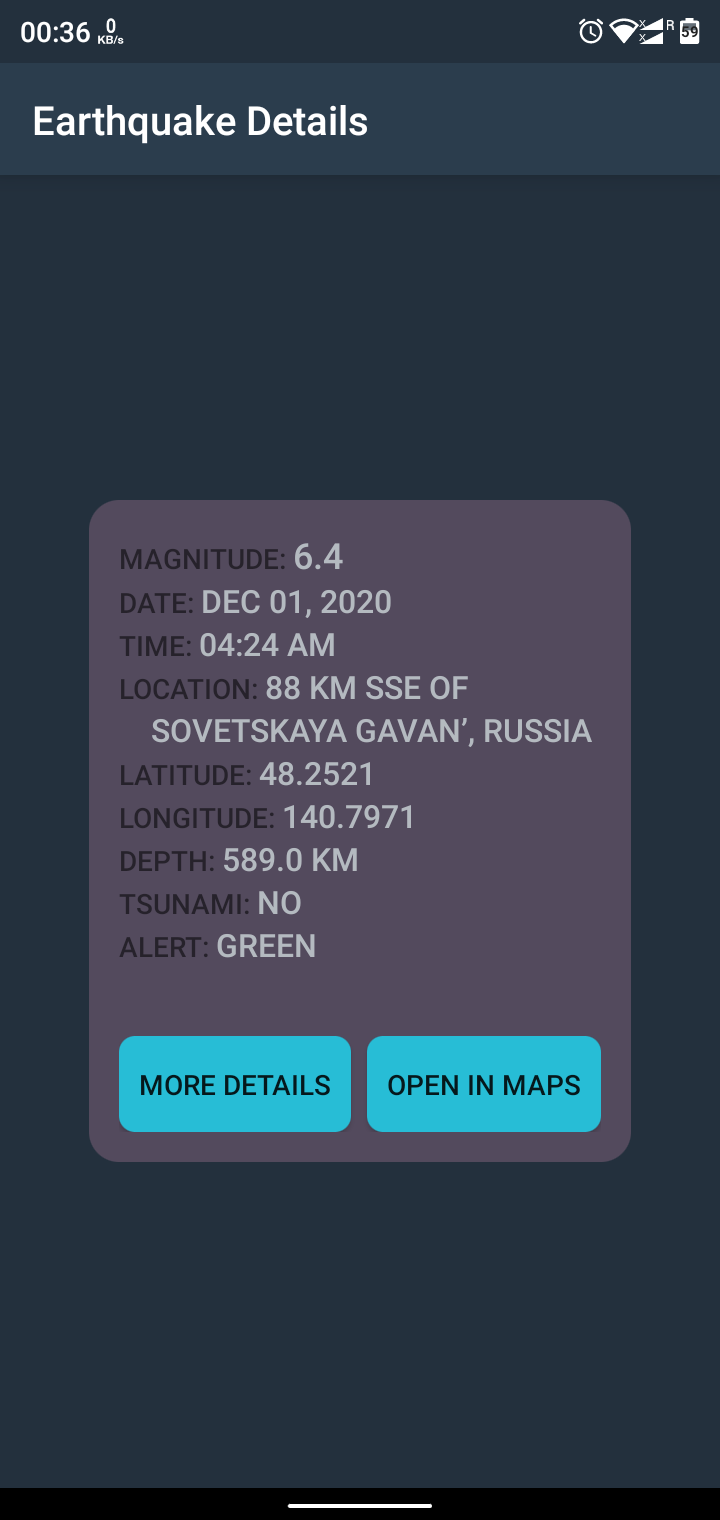 00:36 0 KB/s R 59
Earthquake Details
MAGNITUDE: 6.4
DATE: DEC 01, 2020
TIME: 04:24 AM
LOCATION: 88 KM SSE OF
SOVETSKAYA GAVAN’, RUSSIA
LATITUDE: 48.2521
LONGITUDE: 140.7971
DEPTH: 589.0 KM
TSUNAMI: NO
ALERT: GREEN
MORE DETAILS OPEN IN MAPS